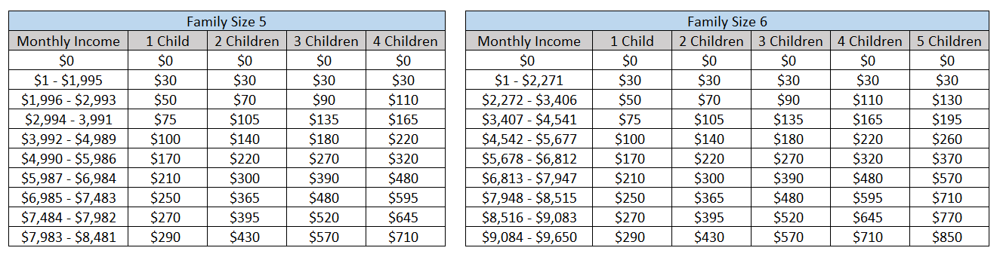 Family Size 5
Monthly Income 1 Child 2 Children 3 Children 4 Children
$0 $0 $0 $0 $0
$1 - $1,995 $30 $30 $30 $30
$1,996 - $2,993 $50 $70 $90 $110
$2,994 - 3,991 $75 $105 $135 $165
$3,992 - $4,989 $100 $140 $180 $220
$4,990 - $5,986 $170 $220 $270 $320
$5,987 - $6,984 $210 $300 $390 $480
$6,985 - $7,483 $250 $365 $480 $595
$7,484 - $7,982 $270 $395 $520 $645
$7,983 - $8,481 $290 $430 $570 $710
Family Size 6
Monthly Income 1 Child 2 Children 3 Children 4 Children 5 Children
$0 $0 $0 $0 $0 $0
$1 - $2,271 $30 $30 $30 $30 $30
$2,272 - $3,406 $50 $70 $90 $110 $130
$3,407 - $4,541 $75 $105 $135 $165 $195
$4,542 - $5,677 $100 $140 $180 $220 $260
$5,678 - $6,812 $170 $220 $270 $320 $370
$6,813 - $7,947 $210 $300 $390 $480 $570
$7,948 - $8,515 $250 $365 $480 $595 $710
$8,516 - $9,083 $270 $395 $520 $645 $770
$9,084 - $9,650 $290 $430 $570 $710 $850